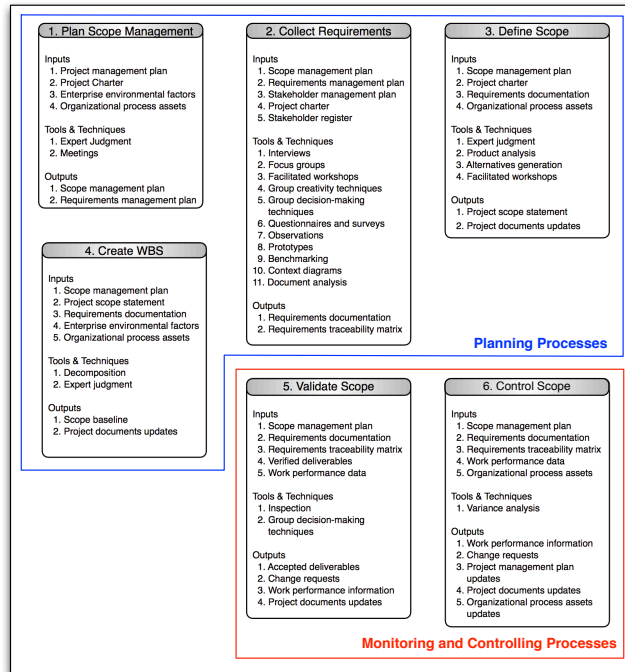 1. Plan Scope Management
Inputs
1. Project management plan
2. Project Charter
3. Enterprise environmental factors
4. Organizational process assets
Tools & Techniques
1. Expert Judgment
2. Meetings
Outputs
1. Scope management plan
2. Requirements management plan
2. Collect Requirements
Inputs
1. Scope management plan
2. Requirements management plan
3. Stakeholder management plan
4. Project charter
5. Stakeholder register
Tools & Techniques
1. Interviews
2. Focus groups
3. Facilitated workshops
4. Group creativity techniques
5. Group decision-making
techniques
6. Questionnaires and surveys
7. Observations
8. Prototypes
9. Benchmarking
10. Context diagrams
11. Document analysis
Outputs
1. Requirements documentation
2. Requirements traceability matrix
3. Define Scope
Inputs
1. Scope management plan
2. Project charter
3. Requirements documentation
4. Organizational process assets
Tools & Techniques
1. Expert judgment
2. Product analysis
3. Alternatives generation
4. Facilitated workshops
Outputs
1. Project scope statement
2. Project documents updates
4. Create WBS
Inputs
1. Scope management plan
2. Project scope statement
3. Requirements documentation
4. Enterprise environmental factors
5. Organizational process assets
Tools & Techniques
1. Decomposition
2. Expert judgment
Outputs
1. Scope baseline
2. Project documents updates
Planning Processes
5. Validate Scope
Inputs
1. Scope management plan
2. Requirements documentation
3. Requirements traceability matrix
4. Verified deliverables
5. Work performance data
Tools & Techniques
1. Inspection
2. Group decision-making
techniques
Outputs
1. Accepted deliverables
2. Change requests
3. Work performance information
4. Project documents updates
6. Control Scope
Inputs
1. Scope management plan
2. Requirements documentation
3. Requirements traceability matrix
4. Work performance data
5. Organizational process assets
Tools & Techniques
1. Variance analysis
Outputs
1. Work performance information
2. Change requests
3. Project management plan
updates
4. Project documents updates
5. Organizational process assets
updates
Monitoring and Controlling Processes